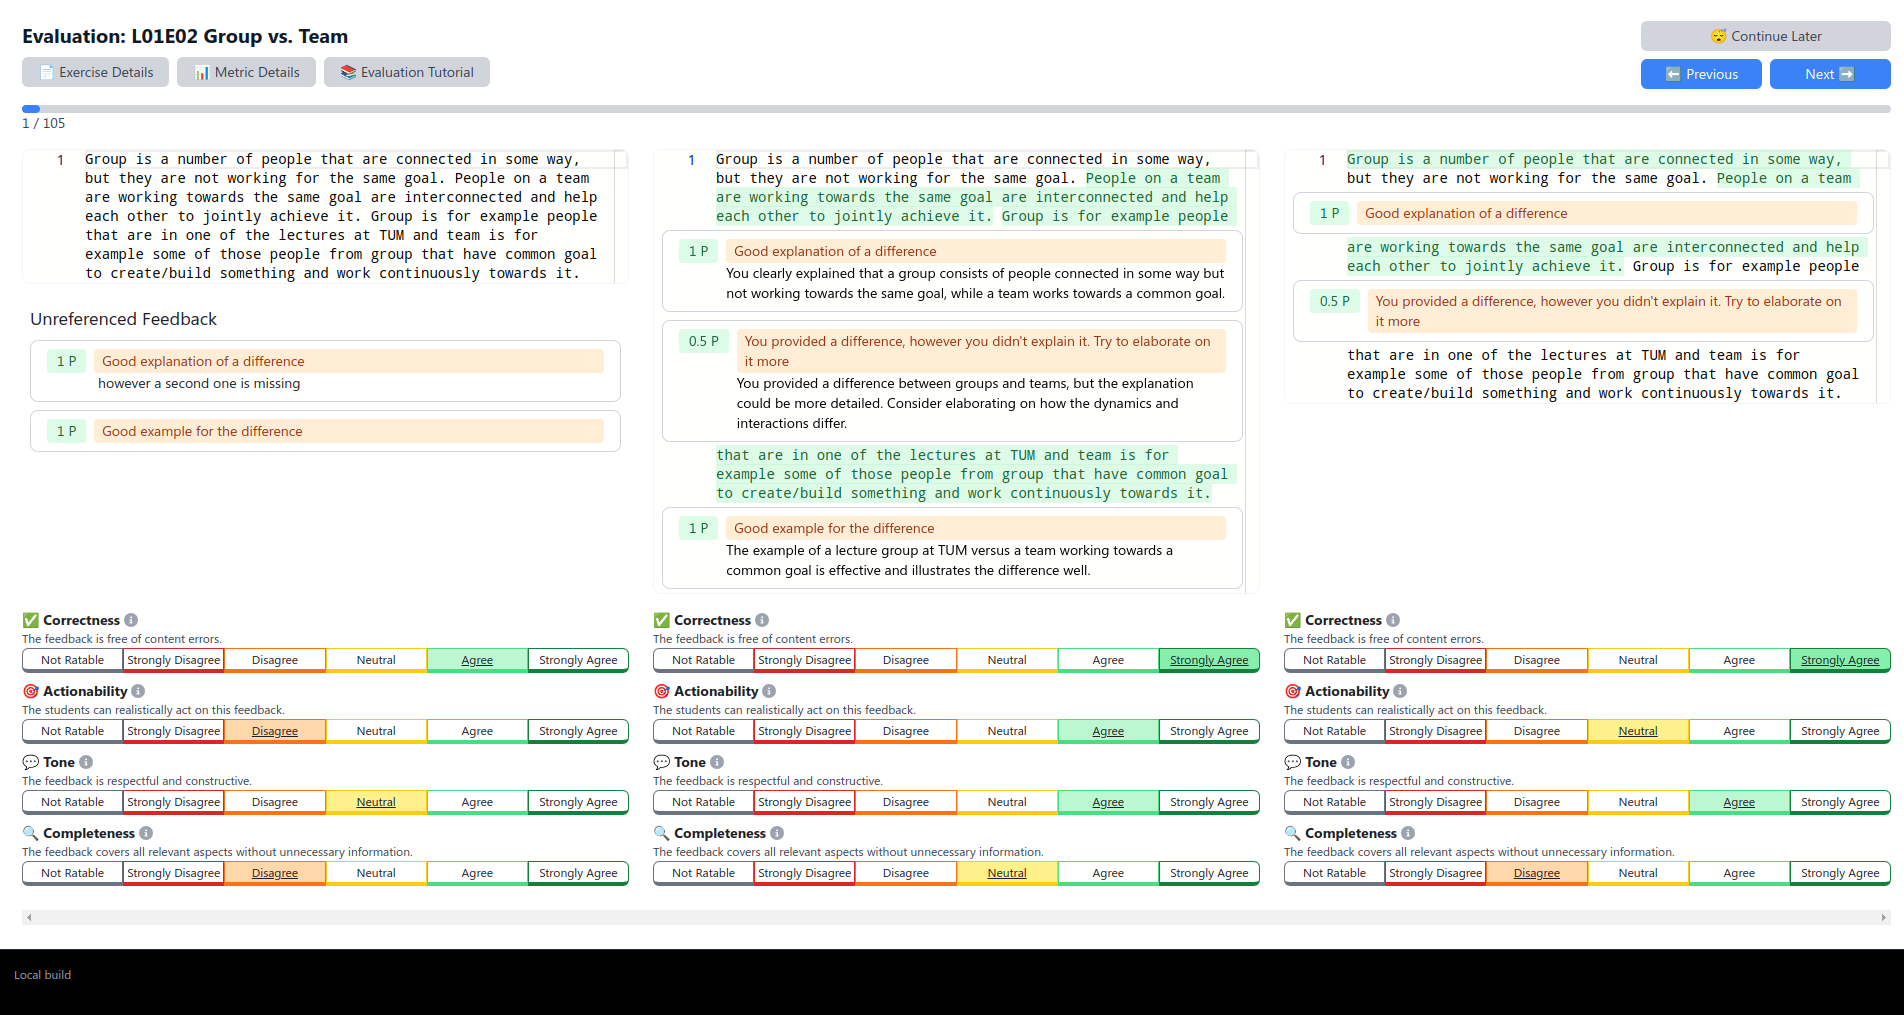 Evaluation: L01E02 Group vs. Team
📄 Exercise Details
📊 Metric Details
📚 Evaluation Tutorial
😴 Continue Later
⬅️ Previous
Next ➡️
1 / 105
1
Group is a number of people that are connected in some way,
but they are not working for the same goal. People on a team
are working towards the same goal are interconnected and help
each other to jointly achieve it. Group is for example people
that are in one of the lectures at TUM and team is for
example some of those people from group that have common goal
to create/build something and work continuously towards it.
Unreferenced Feedback
1 P
Good explanation of a difference
however a second one is missing
1 P
Good example for the difference
✅ Correctness
The feedback is free of content errors.
Not Ratable
Strongly Disagree
Disagree
Neutral
Agree
Strongly Agree
🎯 Actionability
The students can realistically act on this feedback.
Not Ratable
Strongly Disagree
Disagree
Neutral
Agree
Strongly Agree
💬 Tone
The feedback is respectful and constructive.
Not Ratable
Strongly Disagree
Disagree
Neutral
Agree
Strongly Agree
🔍 Completeness
The feedback covers all relevant aspects without unnecessary information.
Not Ratable
Strongly Disagree
Disagree
Neutral
Agree
Strongly Agree
1
Group is a number of people that are connected in some way,
but they are not working for the same goal. People on a team
are working towards the same goal are interconnected and help
each other to jointly achieve it. Group is for example people
1 P
Good explanation of a difference
You clearly explained that a group consists of people connected in some way but
not working towards the same goal, while a team works towards a common goal.
0.5 P
You provided a difference, however you didn't explain it. Try to elaborate on
it more
You provided a difference between groups and teams, but the explanation
could be more detailed. Consider elaborating on how the dynamics and
interactions differ.
that are in one of the lectures at TUM and team is for
example some of those people from group that have common goal
to create/build something and work continuously towards it.
1 P
Good example for the difference
The example of a lecture group at TUM versus a team working towards a
common goal is effective and illustrates the difference well.
✅ Correctness
The feedback is free of content errors.
Not Ratable
Strongly Disagree
Disagree
Neutral
Agree
Strongly Agree
🎯 Actionability
The students can realistically act on this feedback.
Not Ratable
Strongly Disagree
Disagree
Neutral
Agree
Strongly Agree
💬 Tone
The feedback is respectful and constructive.
Not Ratable
Strongly Disagree
Disagree
Neutral
Agree
Strongly Agree
🔍 Completeness
The feedback covers all relevant aspects without unnecessary information.
Not Ratable
Strongly Disagree
Disagree
Neutral
Agree
Strongly Agree
1
Group is a number of people that are connected in some way,
but they are not working for the same goal. People on a team
1 P
Good explanation of a difference
are working towards the same goal are interconnected and help
each other to jointly achieve it. Group is for example people
0.5 P
You provided a difference, however you didn't explain it. Try to elaborate on
it more
that are in one of the lectures at TUM and team is for
example some of those people from group that have common goal
to create/build something and work continuously towards it.
✅ Correctness
The feedback is free of content errors.
Not Ratable
Strongly Disagree
Disagree
Neutral
Agree
Strongly Agree
🎯 Actionability
The students can realistically act on this feedback.
Not Ratable
Strongly Disagree
Disagree
Neutral
Agree
Strongly Agree
💬 Tone
The feedback is respectful and constructive.
Not Ratable
Strongly Disagree
Disagree
Neutral
Agree
Strongly Agree
🔍 Completeness
The feedback covers all relevant aspects without unnecessary information.
Not Ratable
Strongly Disagree
Disagree
Neutral
Agree
Strongly Agree
Local build